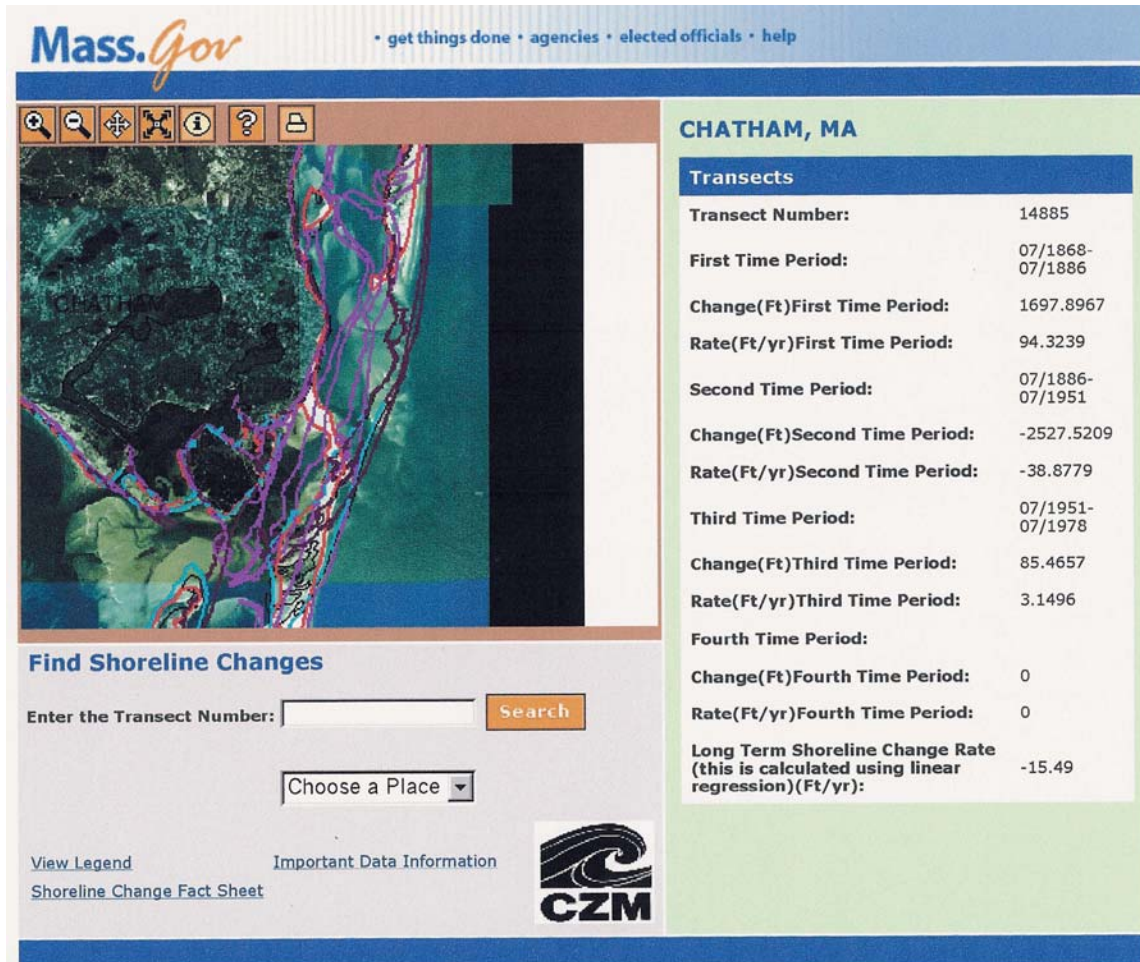 Mass.Gov
• get things done • agencies • elected officials • help
CHATHAM
CHATHAM, MA
Transects
Transect Number: 14885
First Time Period: 07/1868-
07/1886
Change(Ft)First Time Period: 1697.8967
Rate(Ft/yr)First Time Period: 94.3239
Second Time Period: 07/1886-
07/1951
Change(Ft)Second Time Period: -2527.5209
Rate(Ft/yr)Second Time Period: -38.8779
Third Time Period: 07/1951-
07/1978
Change(Ft)Third Time Period: 85.4657
Rate(Ft/yr)Third Time Period: 3.1496
Fourth Time Period:
Change(Ft)Fourth Time Period: 0
Rate(Ft/yr)Fourth Time Period: 0
Long Term Shoreline Change Rate
(this is calculated using linear -15.49
regression)(Ft/yr):
Find Shoreline Changes
Enter the Transect Number: Search
Choose a Place
View Legend Important Data Information
Shoreline Change Fact Sheet
CZM